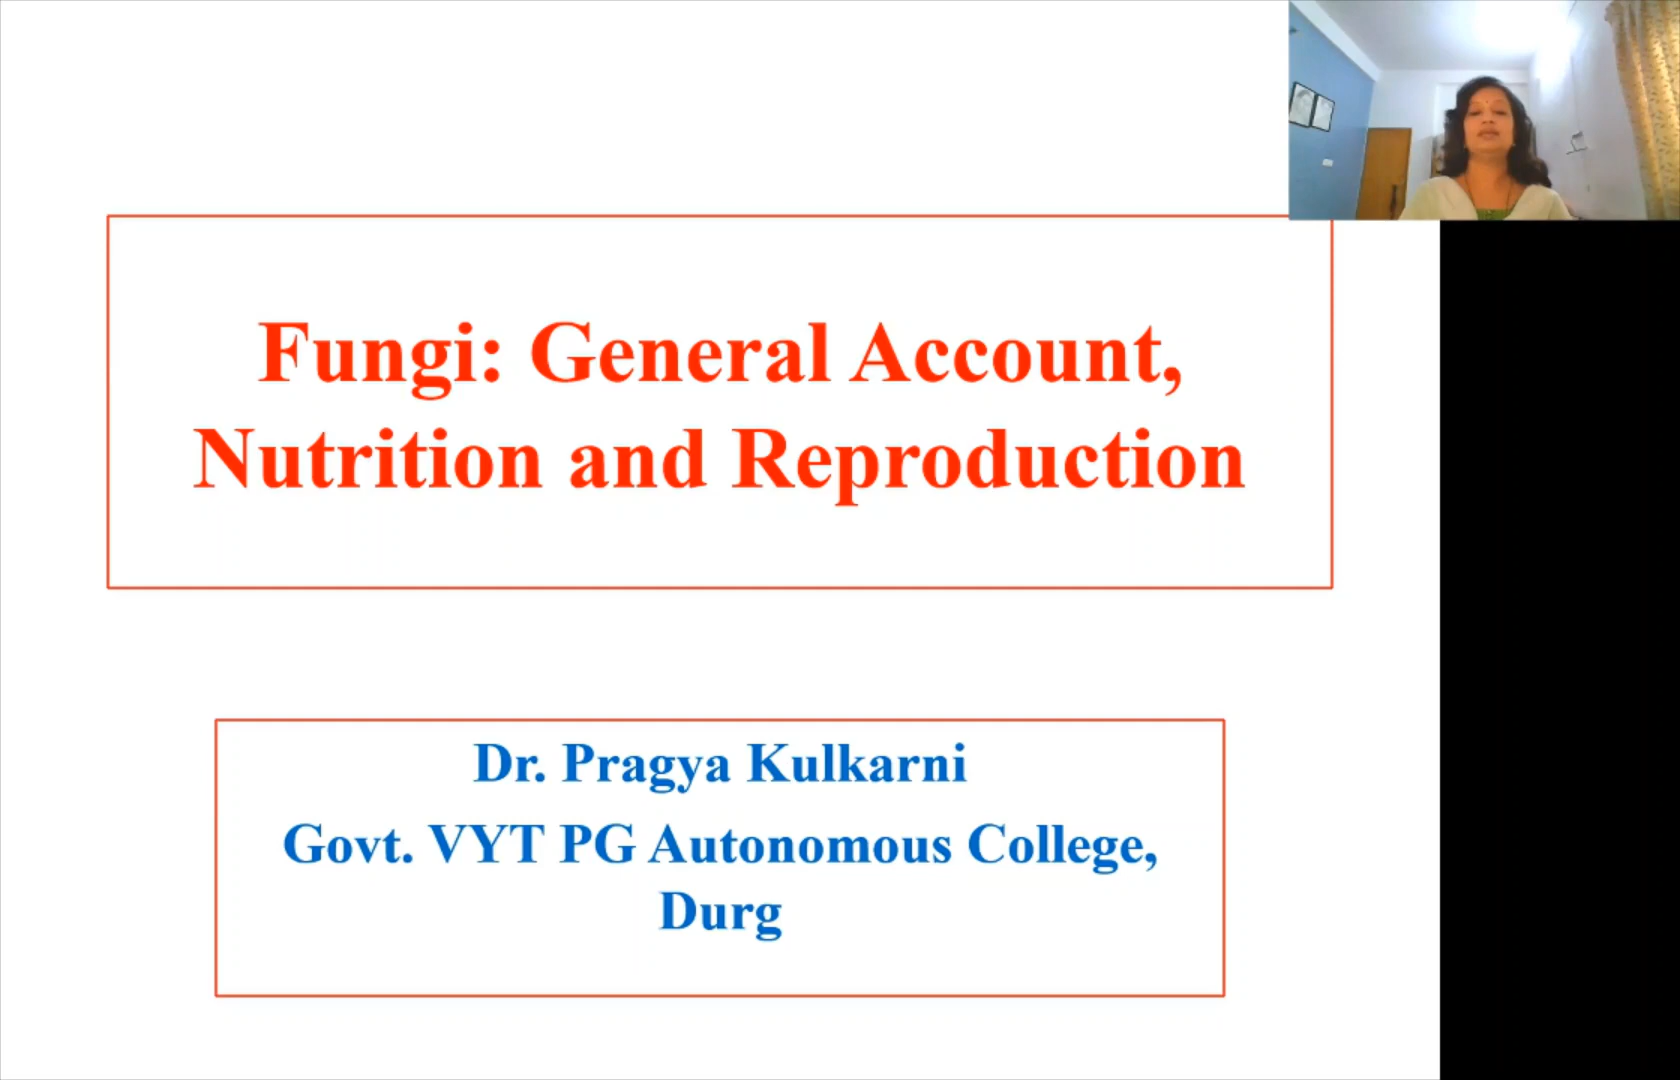 Fungi: General Account,
Nutrition and Reproduction
Dr. Pragya Kulkarni
Govt. VYT PG Autonomous College,
Durg